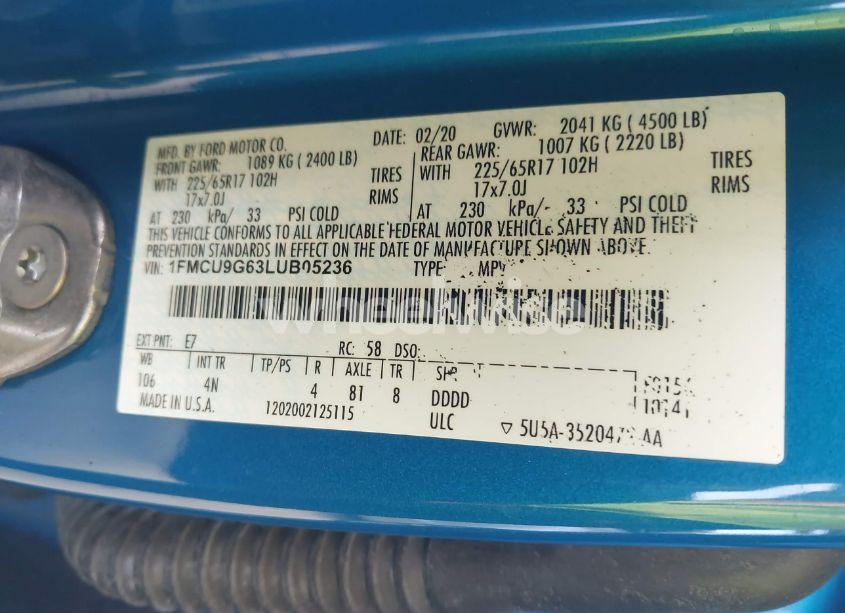 MFD. BY FORD MOTOR CO.
DATE: 02/20 GVWR: 2041 KG ( 4500 LB)
FRONT GAWR: 1089 KG ( 2400 LB)
REAR GAWR: 1007 KG ( 2220 LB)
WITH 225/65R17 102H TIRES
WITH 225/65R17 102H TIRES
17x7.0J RIMS
17x7.0J RIMS
AT 230 kPa/ 33 PSI COLD
AT 230 kPa/ 33 PSI COLD
THIS VEHICLE CONFORMS TO ALL APPLICABLE FEDERAL MOTOR VEHICLE SAFETY AND THEFT
PREVENTION STANDARDS IN EFFECT ON THE DATE OF MANUFACTURE SHOWN ABOVE
VIN: 1FMCU9G63LUB05236 TYPE: MPV
wheelwise
EXT PNT: E7 RC: 58 DSO:
WB INT TR TP/PS R AXLE TR
106 4N 4 81 8 DDDD
MADE IN U.S.A. 1202002125115 ULC